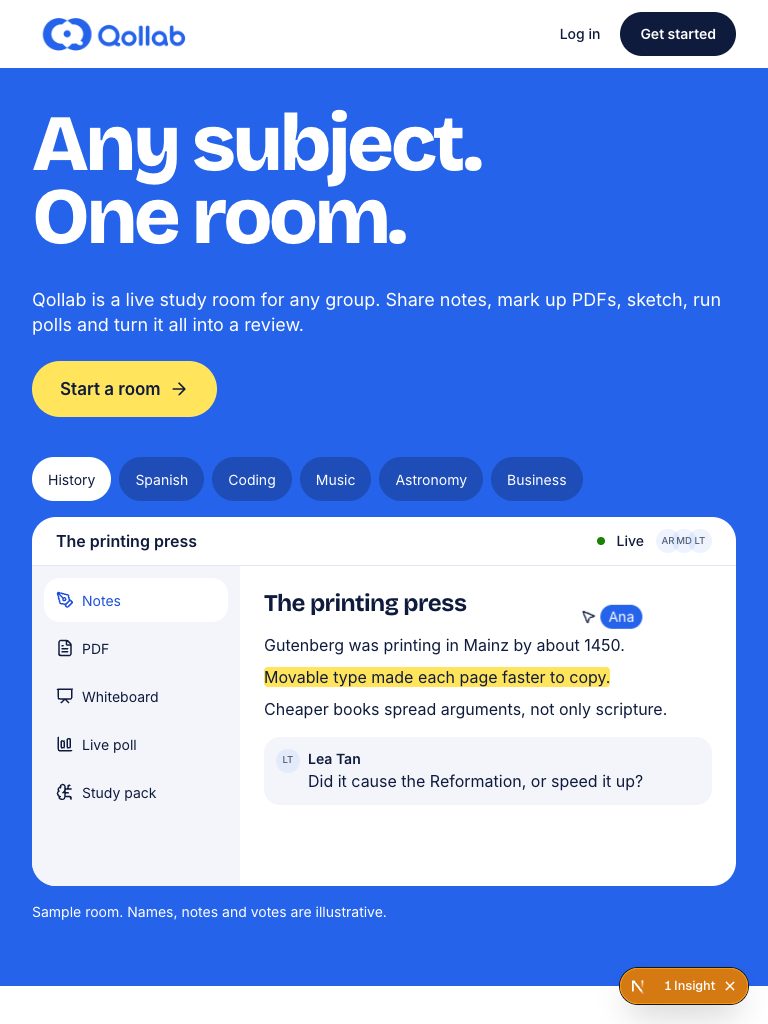 Qollab
Log in
Get started
Any subject.
One room.
Qollab is a live study room for any group. Share notes, mark up PDFs, sketch, run
polls and turn it all into a review.
Start a room
History
Spanish
Coding
Music
Astronomy
Business
The printing press
Live
AR
MD
LT
Notes
PDF
Whiteboard
Live poll
Study pack
The printing press
Ana
Gutenberg was printing in Mainz by about 1450.
Movable type made each page faster to copy.
Cheaper books spread arguments, not only scripture.
LT
Lea Tan
Did it cause the Reformation, or speed it up?
Sample room. Names, notes and votes are illustrative.
N
1 Insight